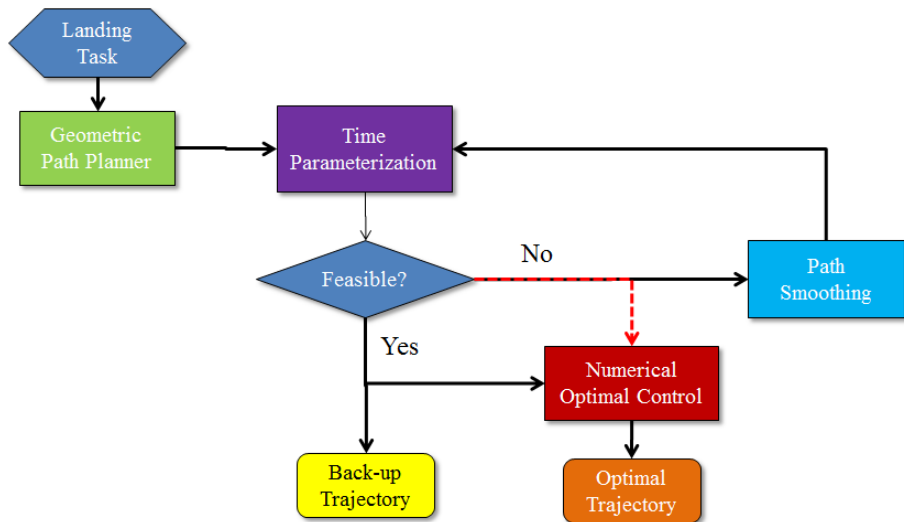 Landing
Task
Geometric
Path Planner
Time
Parameterization
Feasible?
No
Path
Smoothing
Yes
Numerical
Optimal Control
Back-up
Trajectory
Optimal
Trajectory